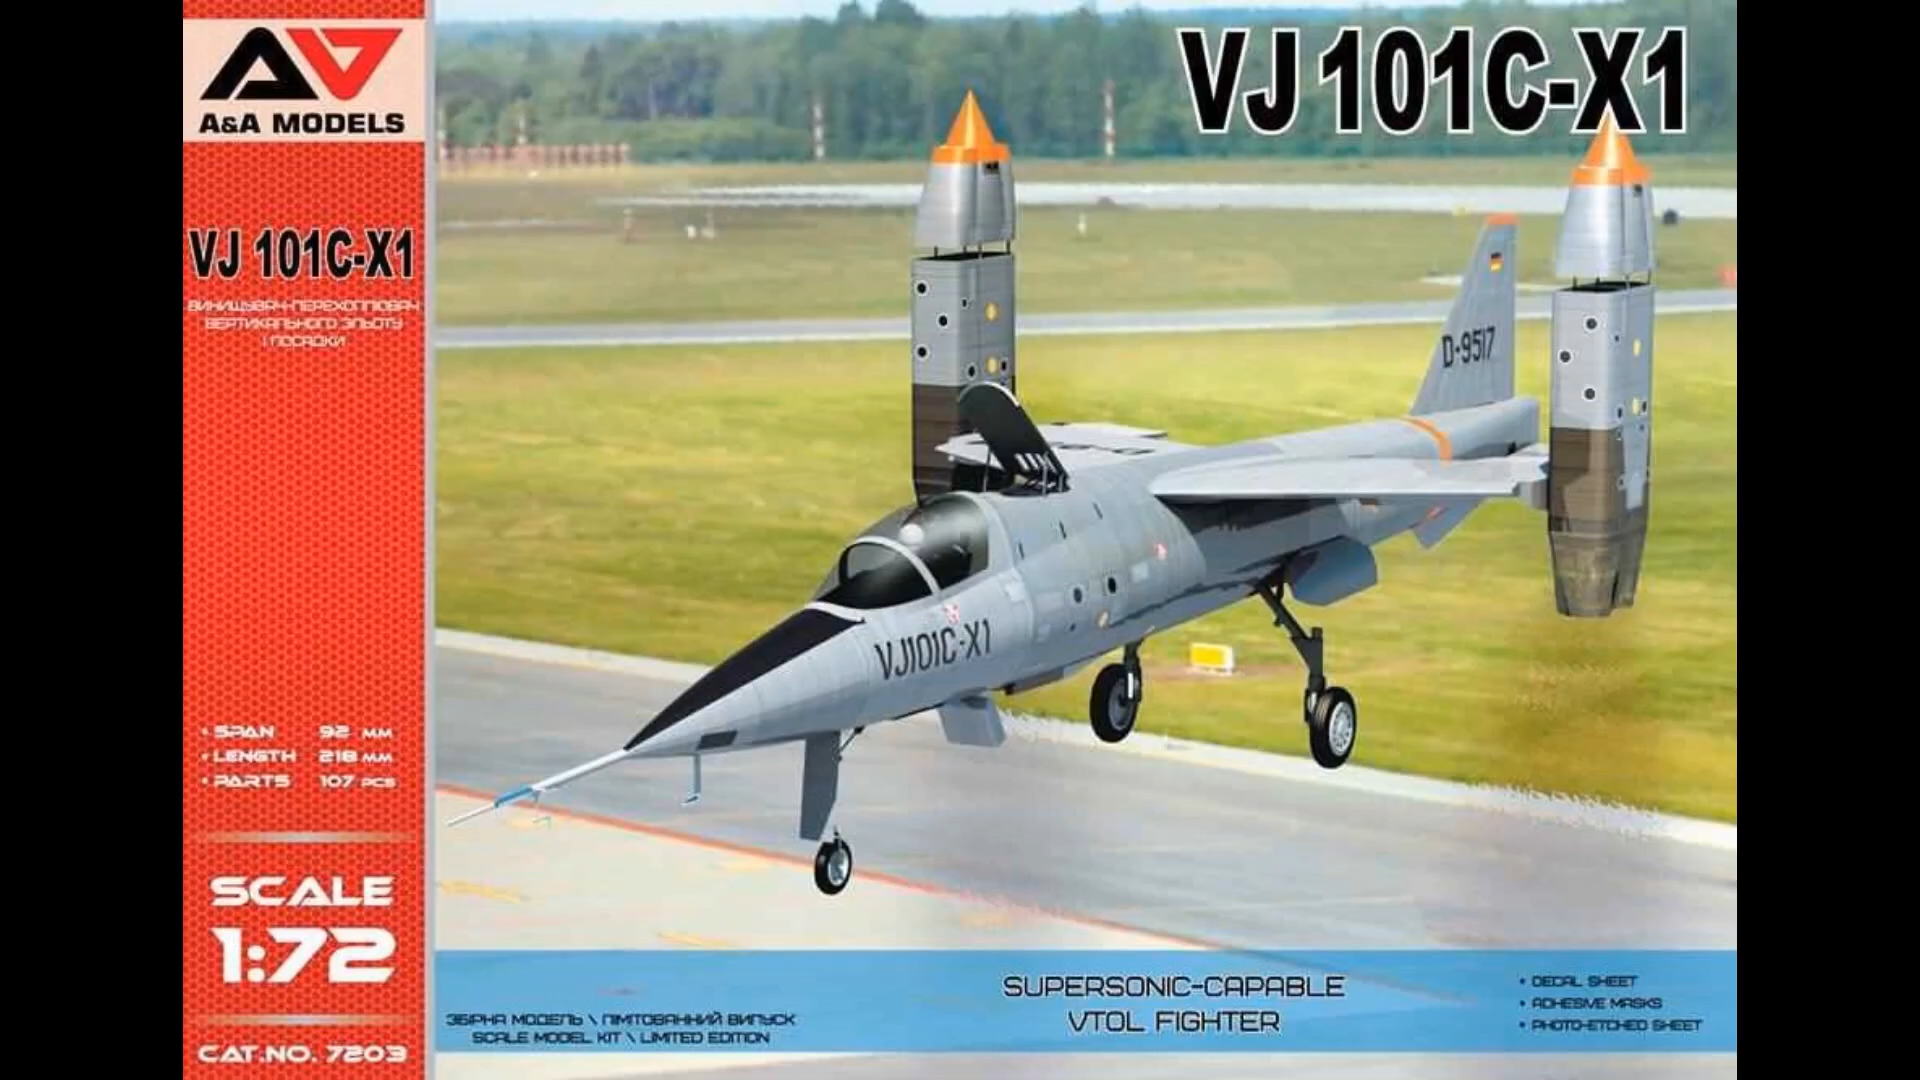 A&A MODELS
VJ 101C-X1
VJ 101C-X1
ВИНИЩУВАЧ-ПЕРЕХОПЛЮВАЧ
ВЕРТИКАЛЬНОГО ЗЛЬОТУ
І ПОСАДКИ
D-9517
VJ101C-X1
• SPAN 92 MM
• LENGTH 218 MM
• PARTS 107 PCS
SCALE
1:72
CAT.NO. 7203
ЗБІРНА МОДЕЛЬ \ ЛІМІТОВАННИЙ ВИПУСК
SCALE MODEL KIT \ LIMITED EDITION
SUPERSONIC-CAPABLE
VTOL FIGHTER
• DECAL SHEET
• ADHESIVE MASKS
• PHOTO-ETCHED SHEET